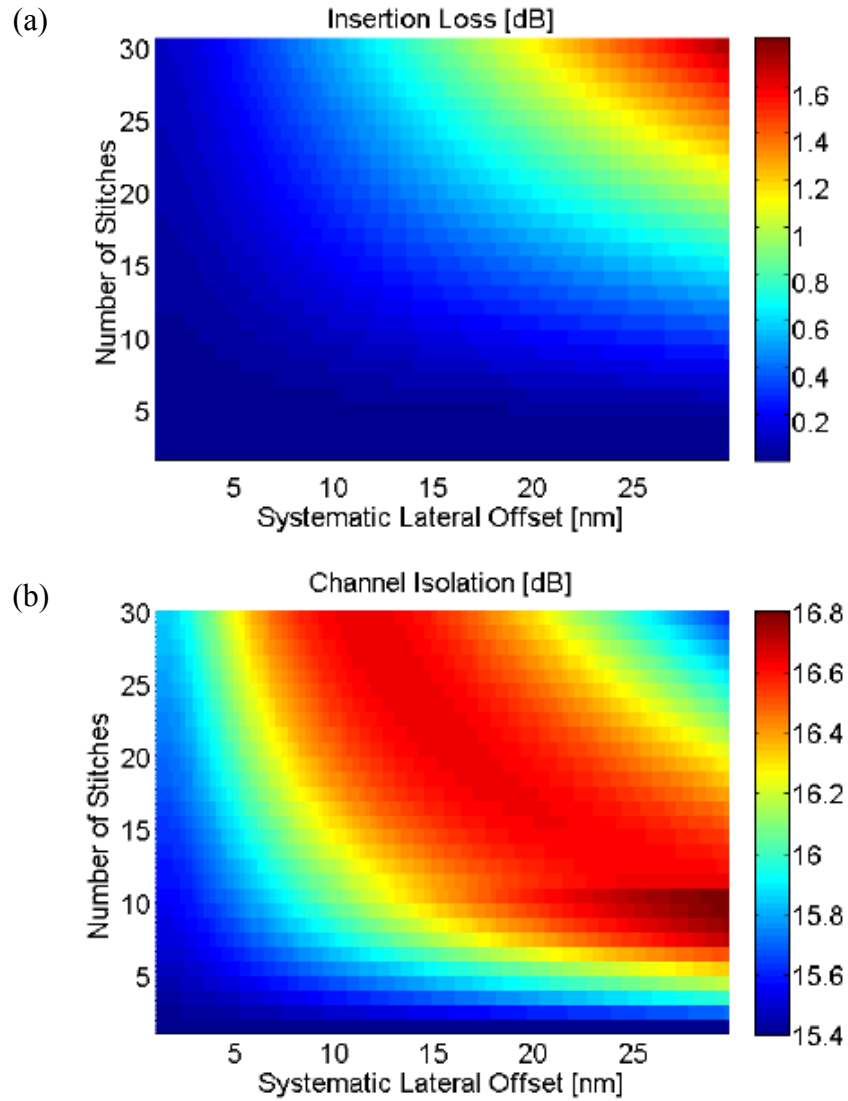 (a)
Insertion Loss [dB]
Number of Stitches
30
25
20
15
10
5
5 10 15 20 25
Systematic Lateral Offset [nm]
1.6
1.4
1.2
1
0.8
0.6
0.4
0.2
(b)
Channel Isolation [dB]
Number of Stitches
30
25
20
15
10
5
5 10 15 20 25
Systematic Lateral Offset [nm]
16.8
16.6
16.4
16.2
16
15.8
15.6
15.4